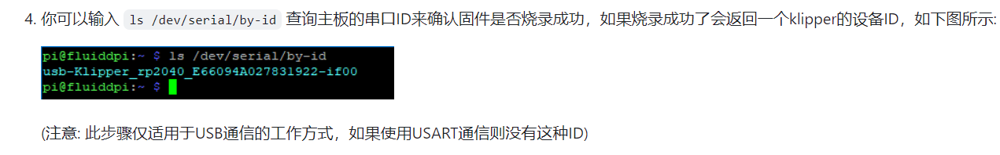 4. 你可以输入 ls /dev/serial/by-id 查询主板的串口ID来确认固件是否烧录成功，如果烧录成功了会返回一个klipper的设备ID，如下图所示:
pi@fluiddpi:~ $ ls /dev/serial/by-id
usb-Klipper_rp2040_E66094A027831922-if00
pi@fluiddpi:~ $
(注意: 此步骤仅适用于USB通信的工作方式，如果使用USART通信则没有这种ID)